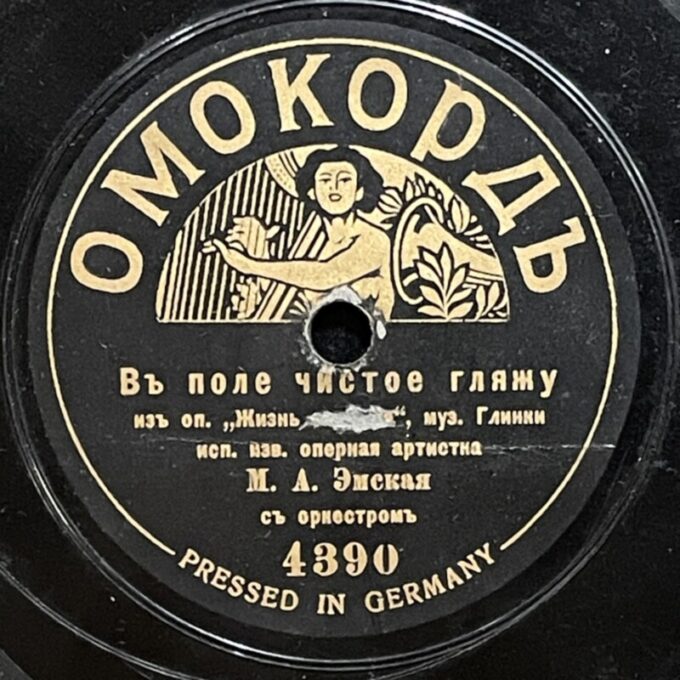 ОМОКОРДЪ
Въ поле чистое гляжу
изъ оп. „Жизнь “, муз. Глинки
исп. изв. оперная артистка
М. А. Эмская
съ оркестромъ
4390
PRESSED IN GERMANY